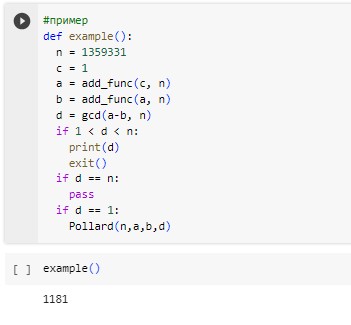 #пример
def example():
n = 1359331
c = 1
a = add_func(c, n)
b = add_func(a, n)
d = gcd(a-b, n)
if 1 < d < n:
print(d)
exit()
if d == n:
pass
if d == 1:
Pollard(n,a,b,d)
[ ] example()
1181